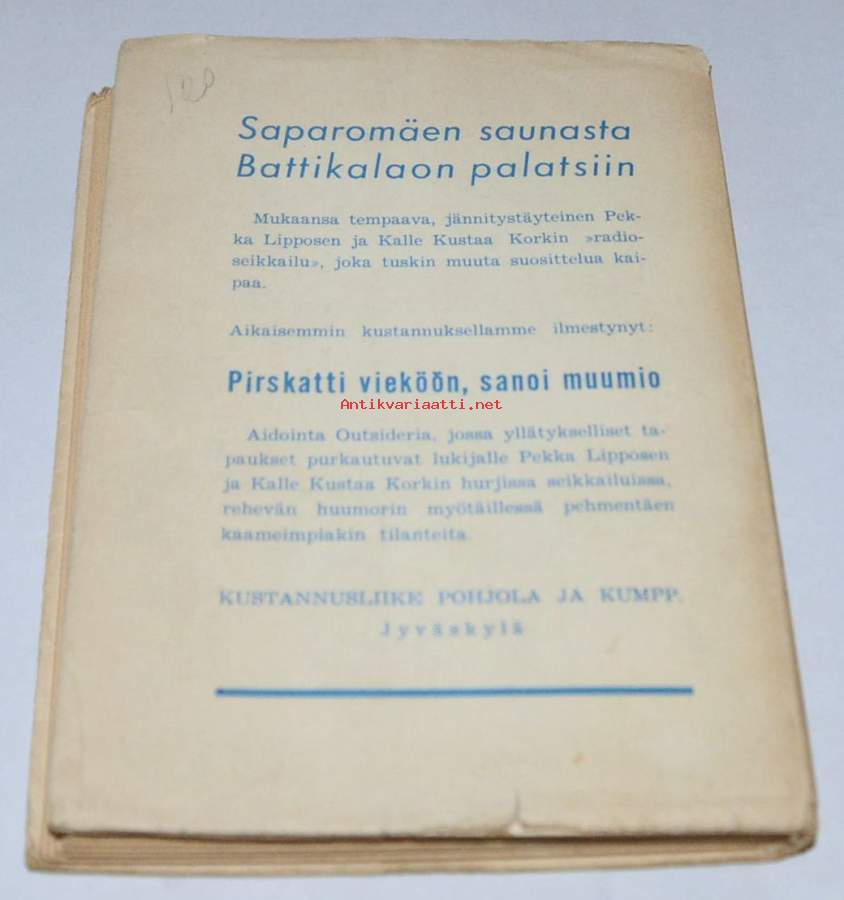 120
Saparomäen saunasta
Battikalaon palatsiin
Mukaansa tempaava, jännitystäyteinen Pek-
ka Lipposen ja Kalle Kustaa Korkin »radio-
seikkailu», joka tuskin muuta suosittelua kai-
paa.
Aikaisemmin kustannuksellamme ilmestynyt:
Pirskatti vieköön, sanoi muumio
Antikvariaatti.net
Aidointa Outsideria, jossa yllätykselliset ta-
paukset purkautuvat lukijalle Pekka Lipposen
ja Kalle Kustaa Korkin hurjissa seikkailuissa,
rehevän huumorin myötäillessä pehmentäen
kaameimpiakin tilanteita.
KUSTANNUSLIIKE POHJOLA JA KUMPP.
Jyväskylä